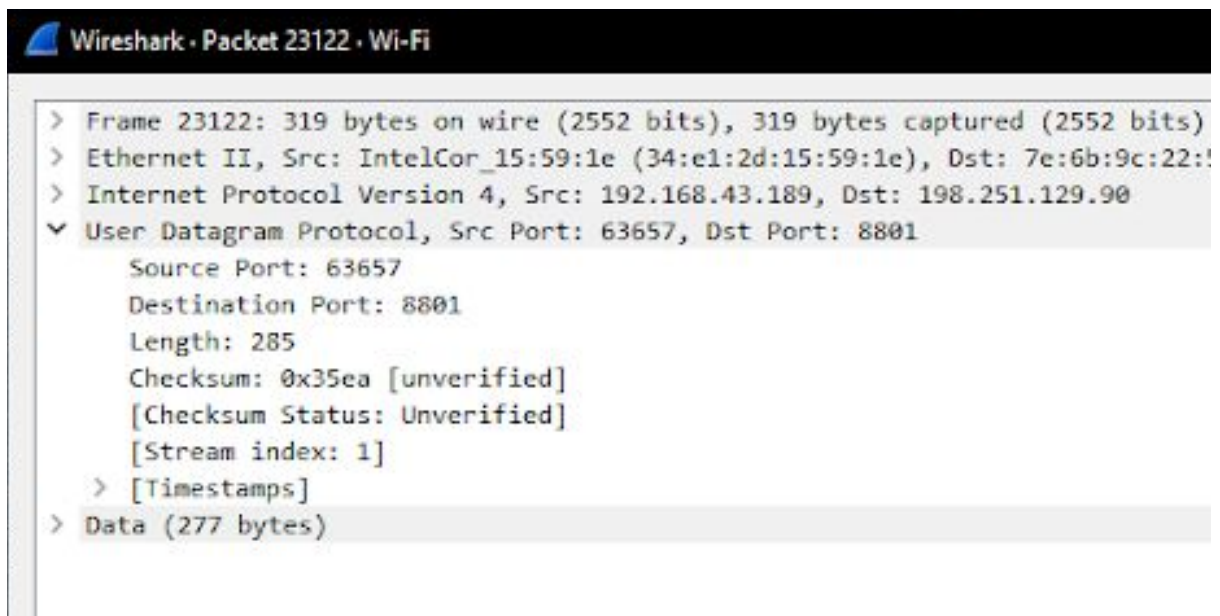 Wireshark · Packet 23122 · Wi-Fi
> Frame 23122: 319 bytes on wire (2552 bits), 319 bytes captured (2552 bits)
> Ethernet II, Src: IntelCor_15:59:1e (34:e1:2d:15:59:1e), Dst: 7e:6b:9c:22:
> Internet Protocol Version 4, Src: 192.168.43.189, Dst: 198.251.129.90
User Datagram Protocol, Src Port: 63657, Dst Port: 8801
Source Port: 63657
Destination Port: 8801
Length: 285
Checksum: 0x35ea [unverified]
[Checksum Status: Unverified]
[Stream index: 1]
> [Timestamps]
> Data (277 bytes)